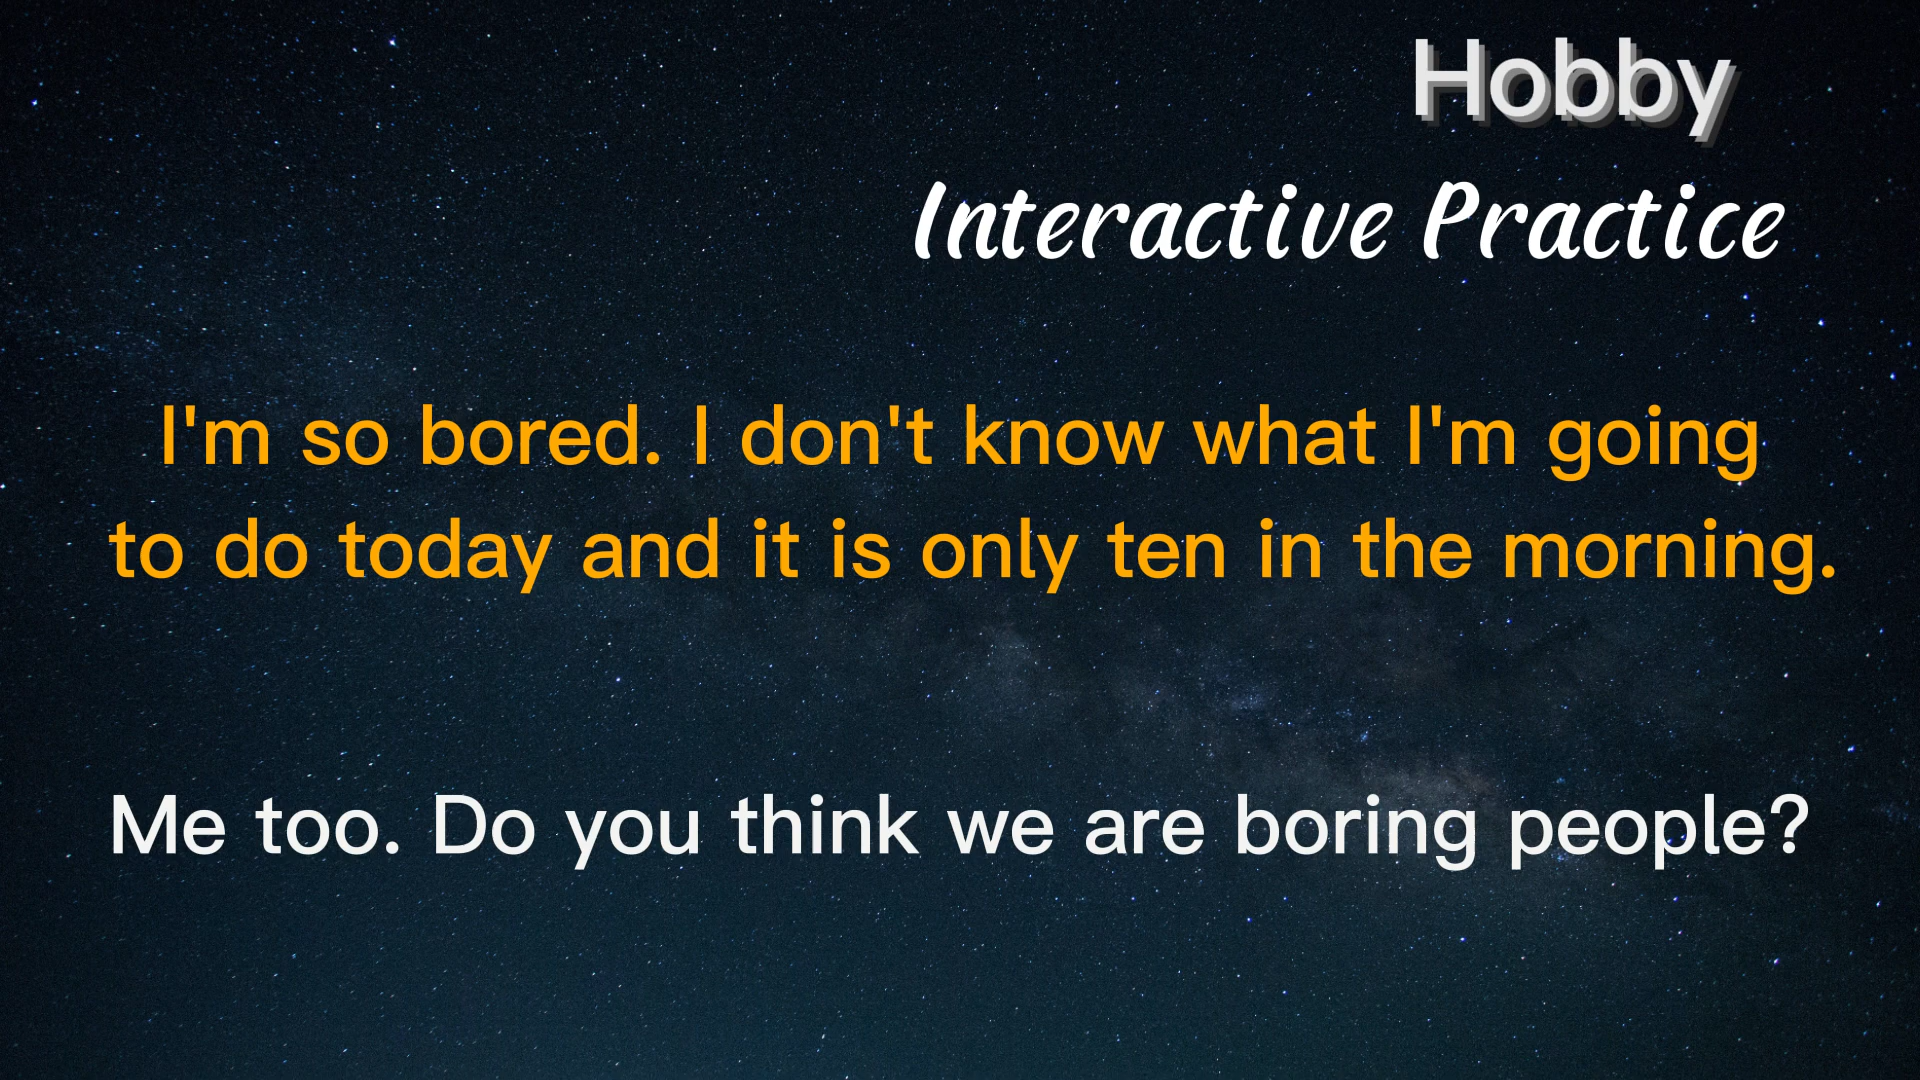 Hobby
Interactive Practice
I'm so bored. I don't know what I'm going
to do today and it is only ten in the morning.
Me too. Do you think we are boring people?